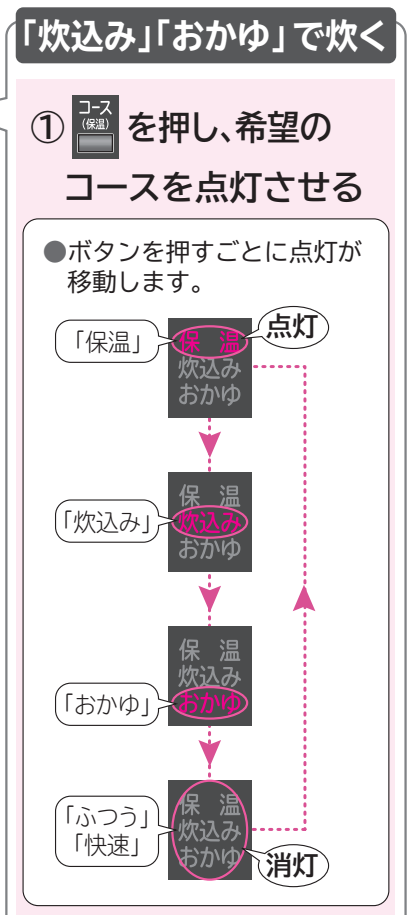 「炊込み」「おかゆ」で炊く
① コース (保温) を押し、希望の
コースを点灯させる
●ボタンを押すごとに点灯が
移動します。
「保温」
保 温
炊込み
おかゆ
点灯
「炊込み」
保 温
炊込み
おかゆ
「おかゆ」
保 温
炊込み
おかゆ
「ふつう」
「快速」
保 温
炊込み
おかゆ
消灯